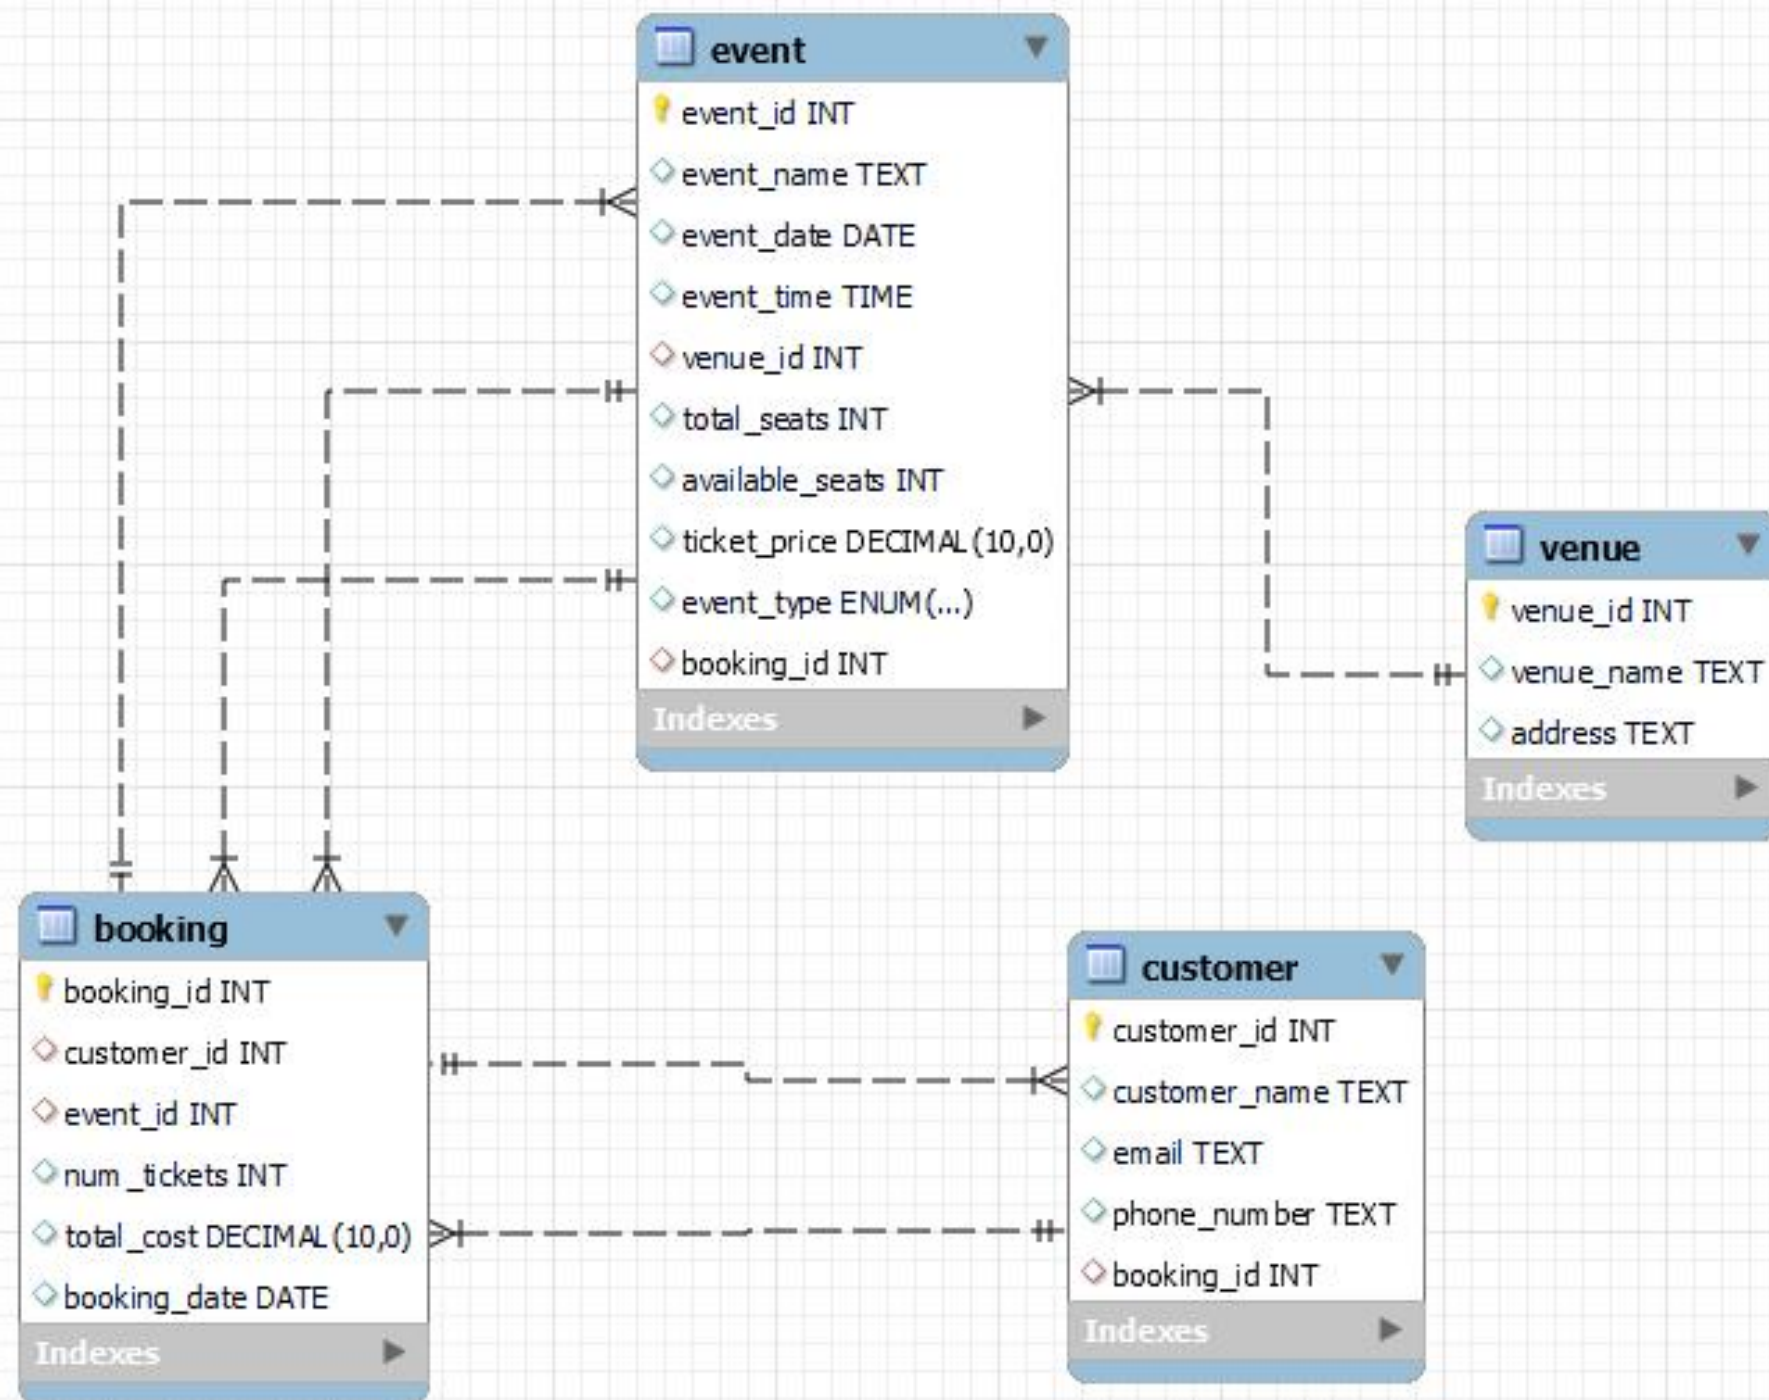 event
event_id INT
event_name TEXT
event_date DATE
event_time TIME
venue_id INT
total_seats INT
available_seats INT
ticket_price DECIMAL(10,0)
event_type ENUM(...)
booking_id INT
Indexes
venue
venue_id INT
venue_name TEXT
address TEXT
Indexes
booking
booking_id INT
customer_id INT
event_id INT
num_tickets INT
total_cost DECIMAL(10,0)
booking_date DATE
Indexes
customer
customer_id INT
customer_name TEXT
email TEXT
phone_number TEXT
booking_id INT
Indexes